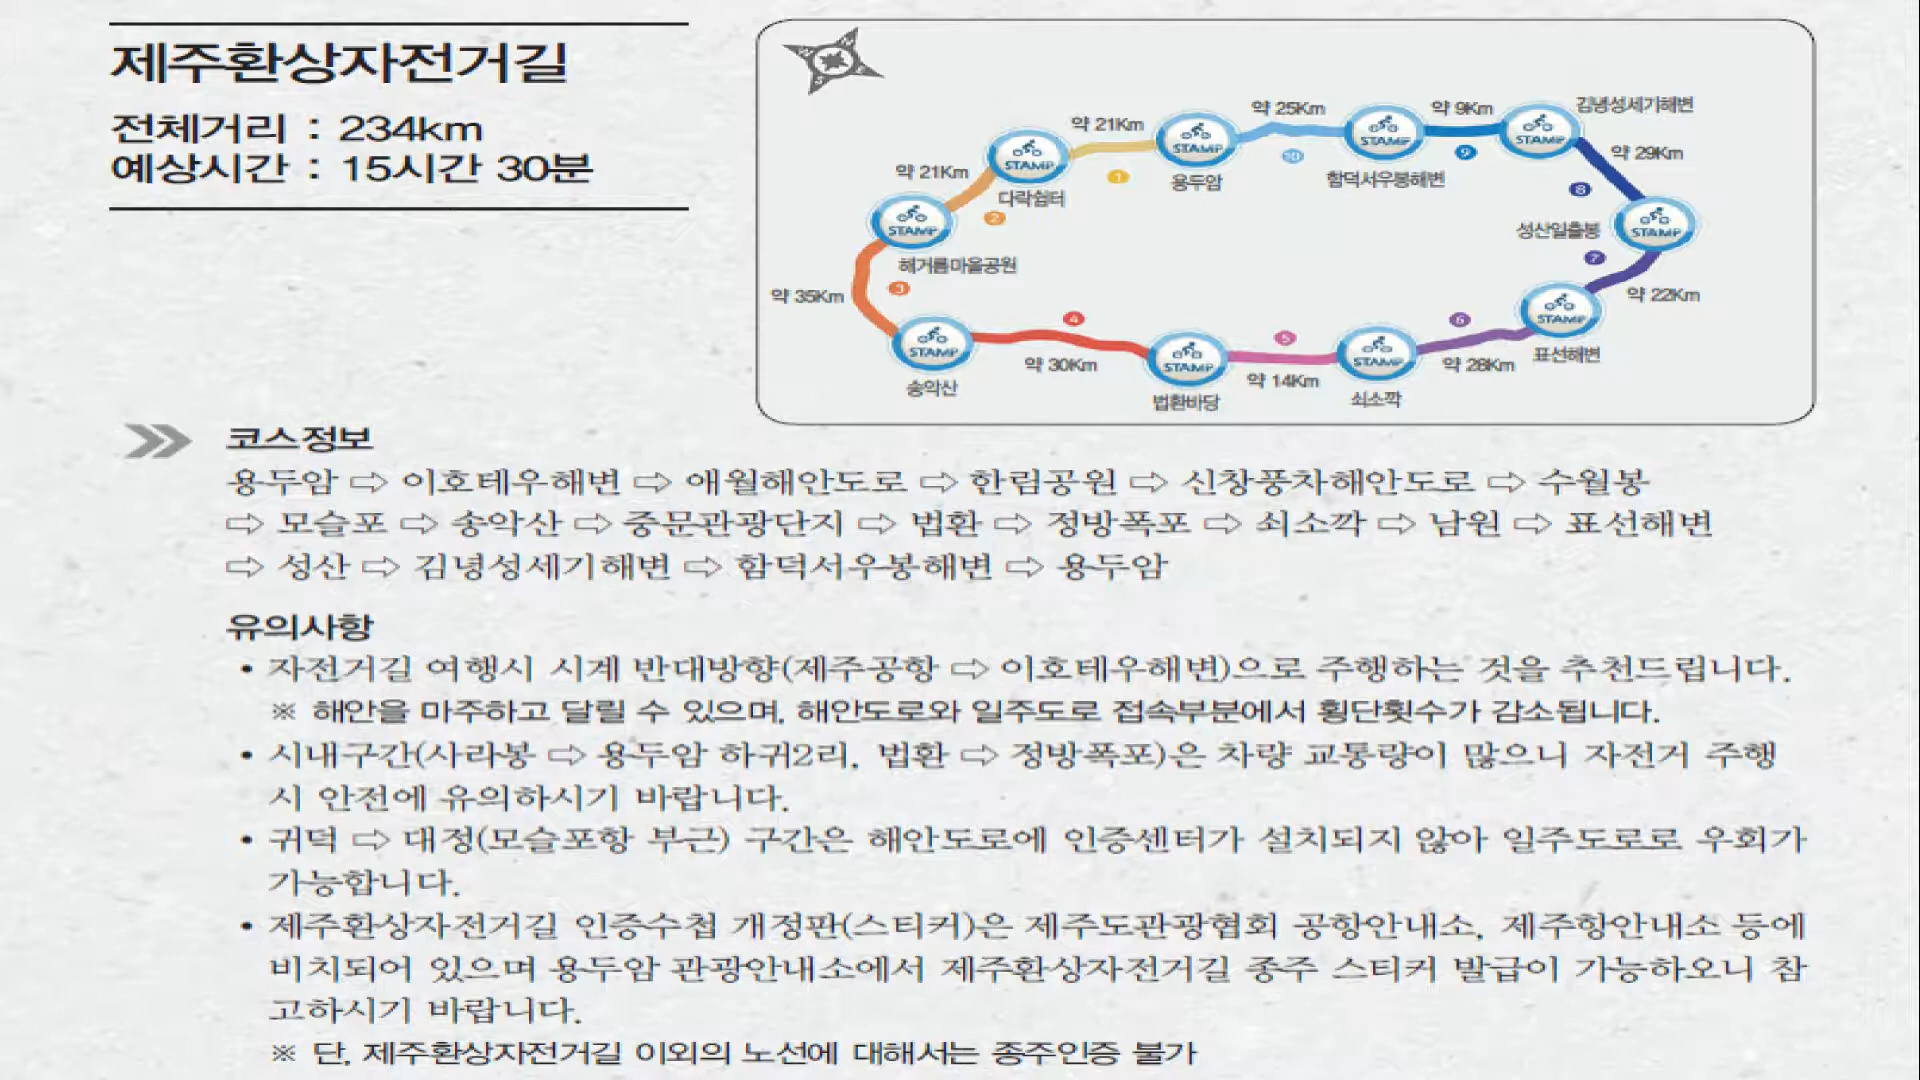 제주환상자전거길
전체거리 : 234km
예상시간 : 15시간 30분
약 21Km
약 25Km
약 9Km
김녕성세기해변
STAMP
STAMP
STAMP
STAMP
약 21Km
1
용두암
10
함덕서우봉해변
9
약 29Km
8
다락쉼터
2
STAMP
해거름마을공원
성산일출봉
STAMP
7
약 22Km
약 35Km
3
STAMP
송악산
4
약 30Km
STAMP
법환바당
5
약 14Km
STAMP
쇠소깍
6
약 28Km
STAMP
표선해변
코스정보
용두암 ⇨ 이호테우해변 ⇨ 애월해안도로 ⇨ 한림공원 ⇨ 신창풍차해안도로 ⇨ 수월봉
⇨ 모슬포 ⇨ 송악산 ⇨ 중문관광단지 ⇨ 법환 ⇨ 정방폭포 ⇨ 쇠소깍 ⇨ 남원 ⇨ 표선해변
⇨ 성산 ⇨ 김녕성세기해변 ⇨ 함덕서우봉해변 ⇨ 용두암
유의사항
• 자전거길 여행시 시계 반대방향(제주공항 ⇨ 이호테우해변)으로 주행하는 것을 추천드립니다.
※ 해안을 마주하고 달릴 수 있으며, 해안도로와 일주도로 접속부분에서 횡단횟수가 감소됩니다.
• 시내구간(사라봉 ⇨ 용두암 하귀2리, 법환 ⇨ 정방폭포)은 차량 교통량이 많으니 자전거 주행
시 안전에 유의하시기 바랍니다.
• 귀덕 ⇨ 대정(모슬포항 부근) 구간은 해안도로에 인증센터가 설치되지 않아 일주도로로 우회가
가능합니다.
• 제주환상자전거길 인증수첩 개정판(스티커)은 제주도관광협회 공항안내소, 제주항안내소 등에
비치되어 있으며 용두암 관광안내소에서 제주환상자전거길 종주 스티커 발급이 가능하오니 참
고하시기 바랍니다.
※ 단, 제주환상자전거길 이외의 노선에 대해서는 종주인증 불가